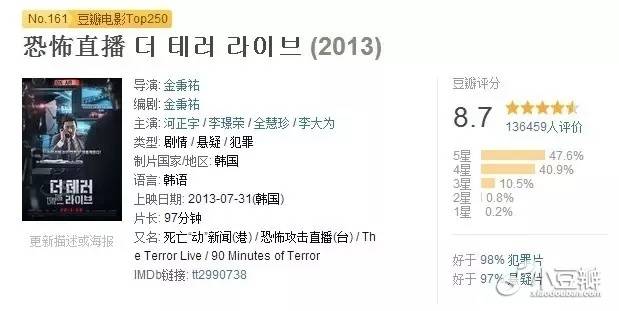 No.161 豆瓣电影Top250
恐怖直播 더 테러 라이브 (2013)
ON AIR
더 테러
라이브
更新描述或海报
导演: 金秉祐
编剧: 金秉祐
主演: 河正宇 / 李璟荣 / 全慧珍 / 李大为
类型: 剧情 / 悬疑 / 犯罪
制片国家/地区: 韩国
语言: 韩语
上映日期: 2013-07-31(韩国)
片长: 97分钟
又名: 死亡“动”新闻(港) / 恐怖攻击直播(台) / Th
e Terror Live / 90 Minutes of Terror
IMDb链接: tt2990738
豆瓣评分
8.7
136459人评价
5星 47.6%
4星 40.9%
3星 10.5%
2星 0.8%
1星 0.2%
好于 98% 犯罪片
好于 97% 悬疑片
小豆瓣
xiaodouban.com